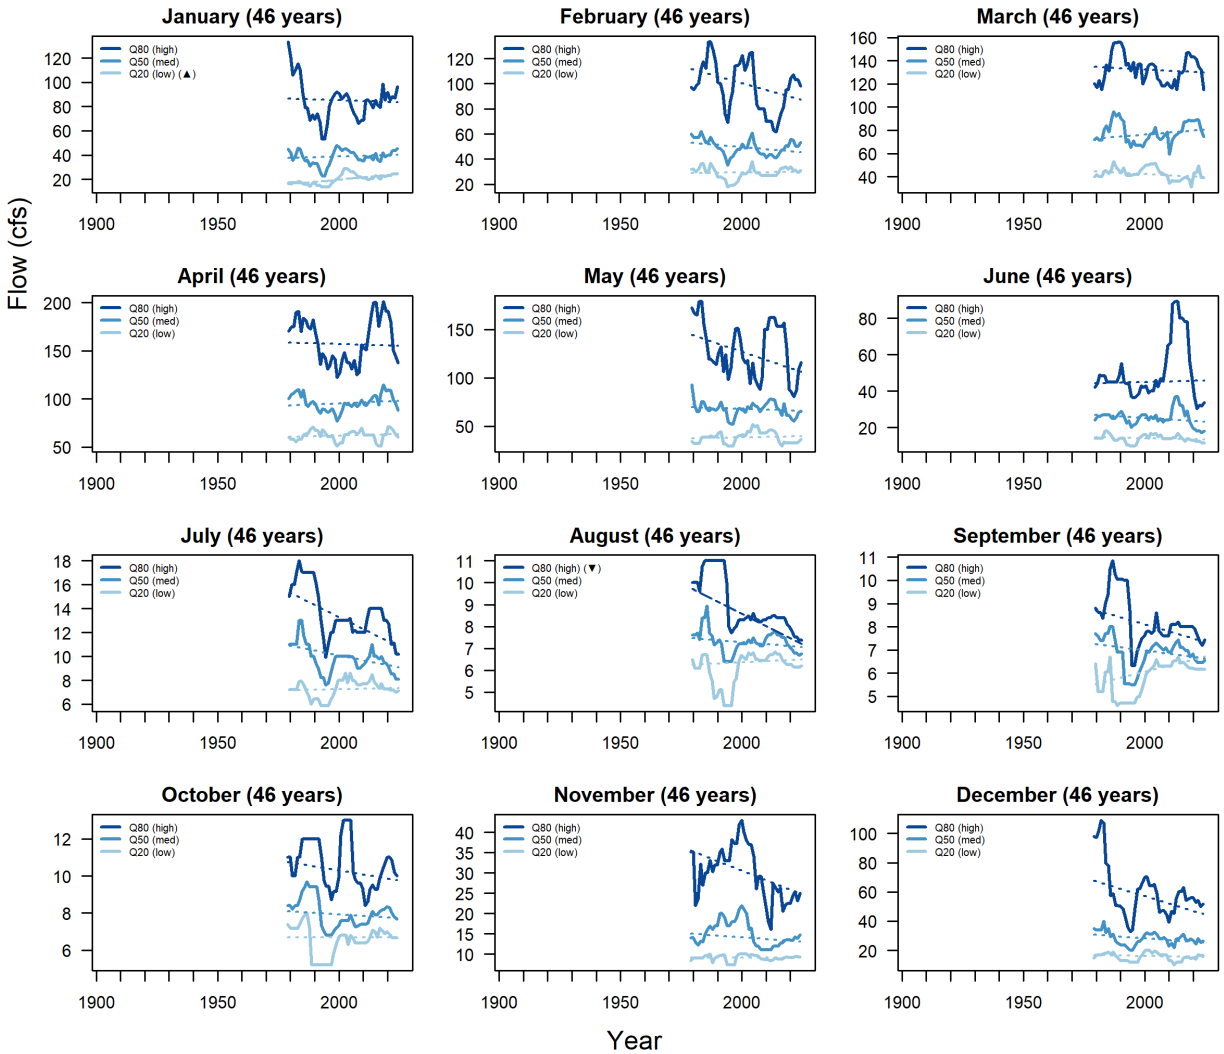 January (46 years)
Q80 (high)
Q50 (med)
Q20 (low) (▲)
120
100
80
60
40
20
1900
1950
2000
February (46 years)
Q80 (high)
Q50 (med)
Q20 (low)
120
100
80
60
40
20
1900
1950
2000
March (46 years)
Q80 (high)
Q50 (med)
Q20 (low)
160
140
120
100
80
60
40
1900
1950
2000
Flow (cfs)
April (46 years)
Q80 (high)
Q50 (med)
Q20 (low)
200
150
100
50
1900
1950
2000
May (46 years)
Q80 (high)
Q50 (med)
Q20 (low)
150
100
50
1900
1950
2000
June (46 years)
Q80 (high)
Q50 (med)
Q20 (low)
80
60
40
20
1900
1950
2000
July (46 years)
Q80 (high)
Q50 (med)
Q20 (low)
18
16
14
12
10
8
6
1900
1950
2000
August (46 years)
Q80 (high) (▼)
Q50 (med)
Q20 (low)
11
10
9
8
7
6
5
1900
1950
2000
September (46 years)
Q80 (high)
Q50 (med)
Q20 (low)
11
10
9
8
7
6
5
1900
1950
2000
October (46 years)
Q80 (high)
Q50 (med)
Q20 (low)
12
10
8
6
1900
1950
2000
November (46 years)
Q80 (high)
Q50 (med)
Q20 (low)
40
35
30
25
20
15
10
1900
1950
2000
December (46 years)
Q80 (high)
Q50 (med)
Q20 (low)
100
80
60
40
20
1900
1950
2000
Year